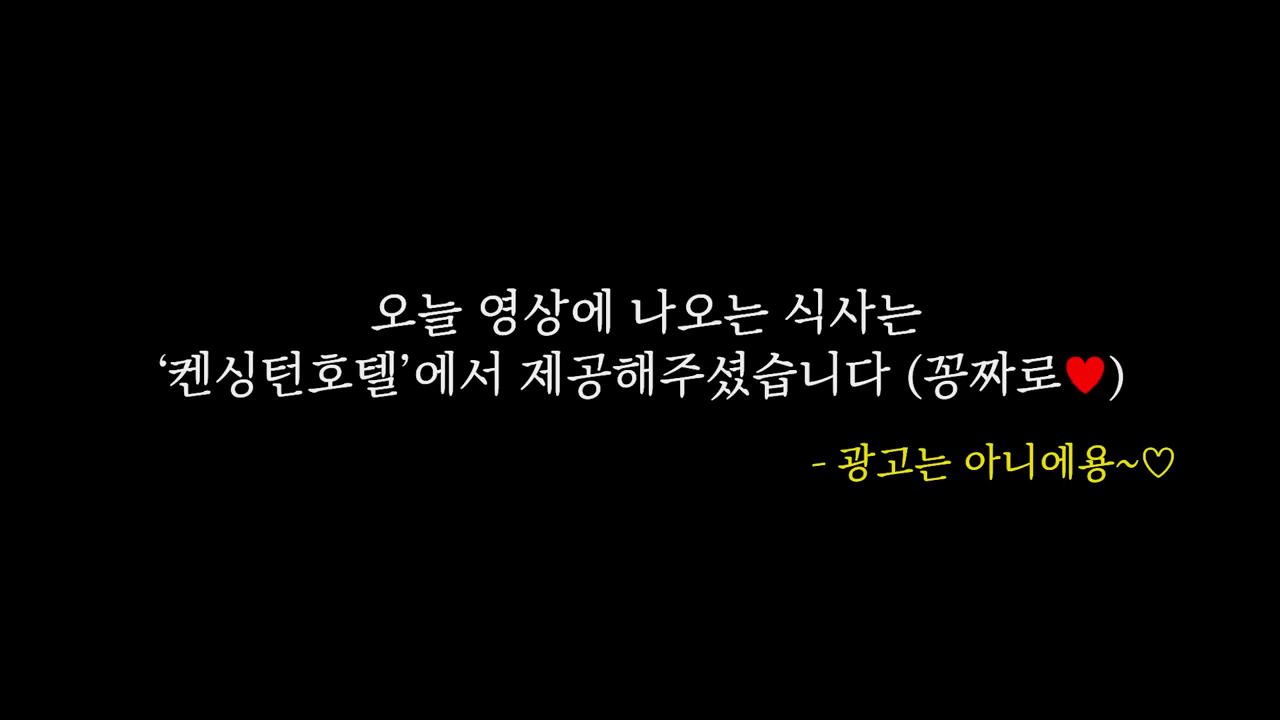 오늘 영상에 나오는 식사는
‘켄싱턴호텔’에서 제공해주셨습니다 (꽁짜로♥)
- 광고는 아니에용~♡